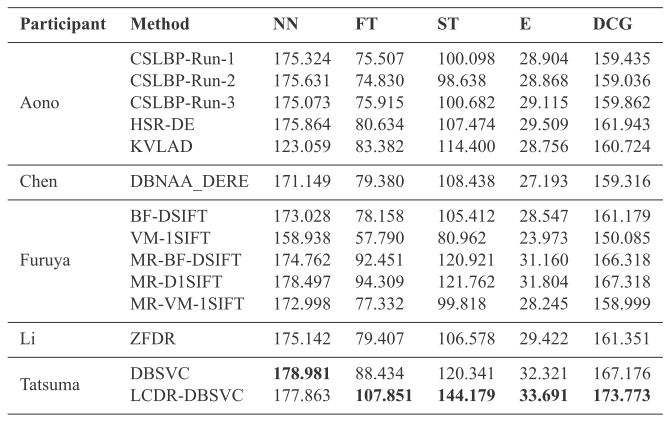 Participant Method NN FT ST E DCG
CSLBP-Run-1 175.324 75.507 100.098 28.904 159.435
CSLBP-Run-2 175.631 74.830 98.638 28.868 159.036
Aono CSLBP-Run-3 175.073 75.915 100.682 29.115 159.862
HSR-DE 175.864 80.634 107.474 29.509 161.943
KVLAD 123.059 83.382 114.400 28.756 160.724
Chen DBNAA_DERE 171.149 79.380 108.438 27.193 159.316
BF-DSIFT 173.028 78.158 105.412 28.547 161.179
VM-1SIFT 158.938 57.790 80.962 23.973 150.085
Furuya MR-BF-DSIFT 174.762 92.451 120.921 31.160 166.318
MR-D1SIFT 178.497 94.309 121.762 31.804 167.318
MR-VM-1SIFT 172.998 77.332 99.818 28.245 158.999
Li ZFDR 175.142 79.407 106.578 29.422 161.351
Tatsuma DBSVC 178.981 88.434 120.341 32.321 167.176
LCDR-DBSVC 177.863 107.851 144.179 33.691 173.773